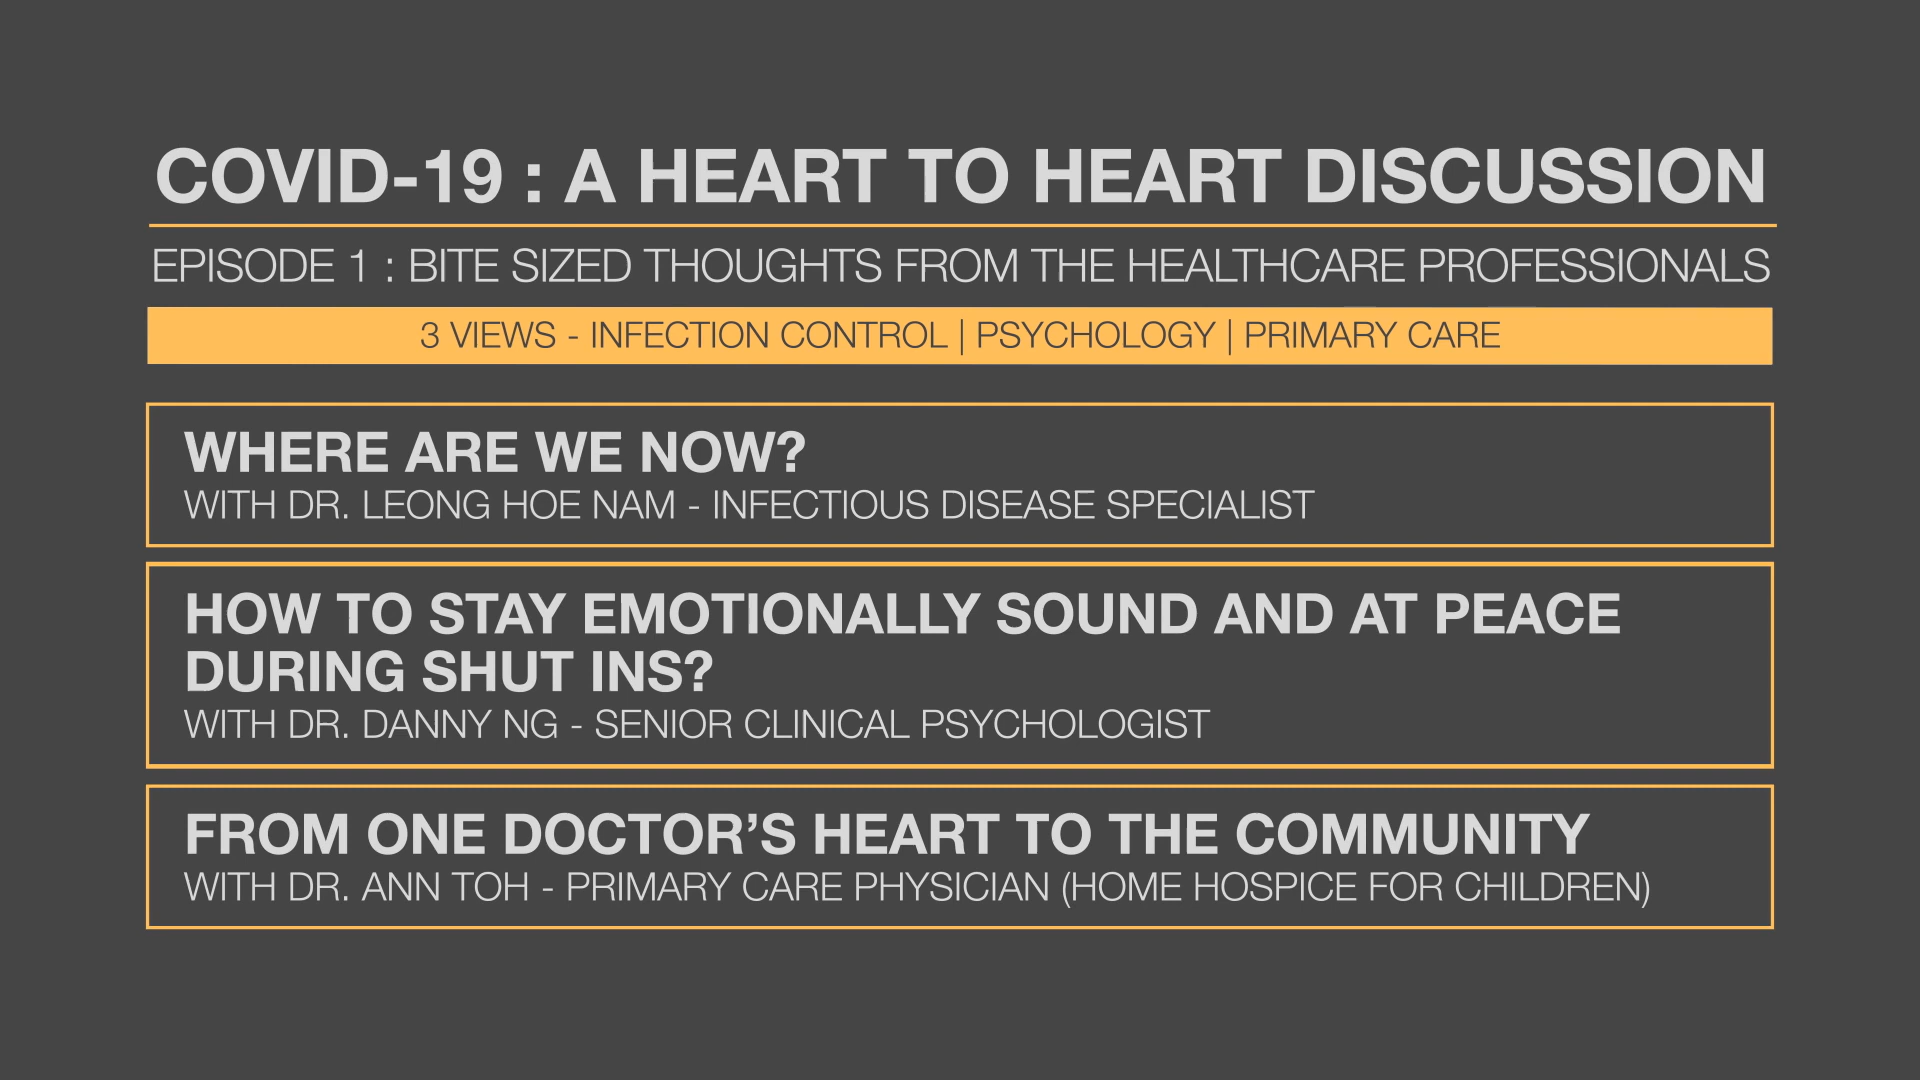 COVID-19 : A HEART TO HEART DISCUSSION
EPISODE 1 : BITE SIZED THOUGHTS FROM THE HEALTHCARE PROFESSIONALS
3 VIEWS - INFECTION CONTROL | PSYCHOLOGY | PRIMARY CARE
WHERE ARE WE NOW?
WITH DR. LEONG HOE NAM - INFECTIOUS DISEASE SPECIALIST
HOW TO STAY EMOTIONALLY SOUND AND AT PEACE
DURING SHUT INS?
WITH DR. DANNY NG - SENIOR CLINICAL PSYCHOLOGIST
FROM ONE DOCTOR’S HEART TO THE COMMUNITY
WITH DR. ANN TOH - PRIMARY CARE PHYSICIAN (HOME HOSPICE FOR CHILDREN)